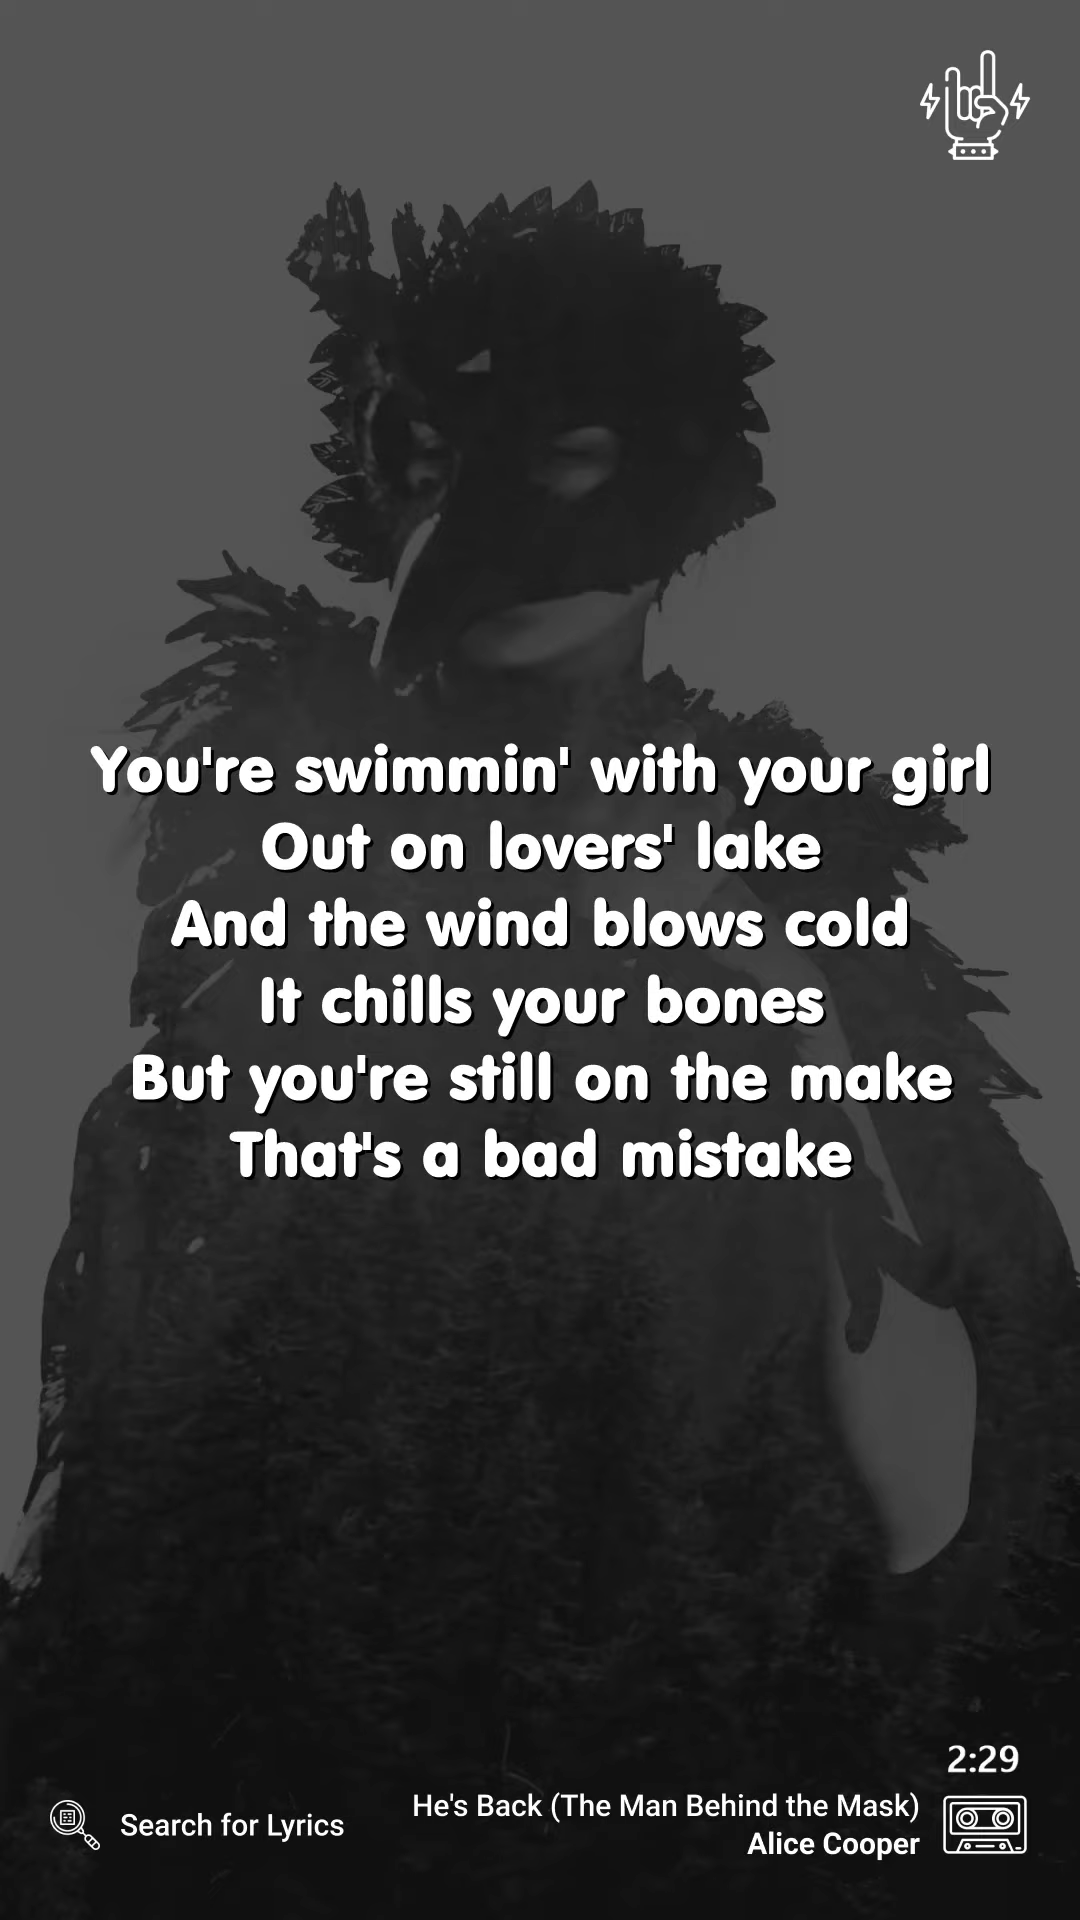 You're swimmin' with your girl
Out on lovers' lake
And the wind blows cold
It chills your bones
But you're still on the make
That's a bad mistake
2:29
Search for Lyrics
He's Back (The Man Behind the Mask)
Alice Cooper